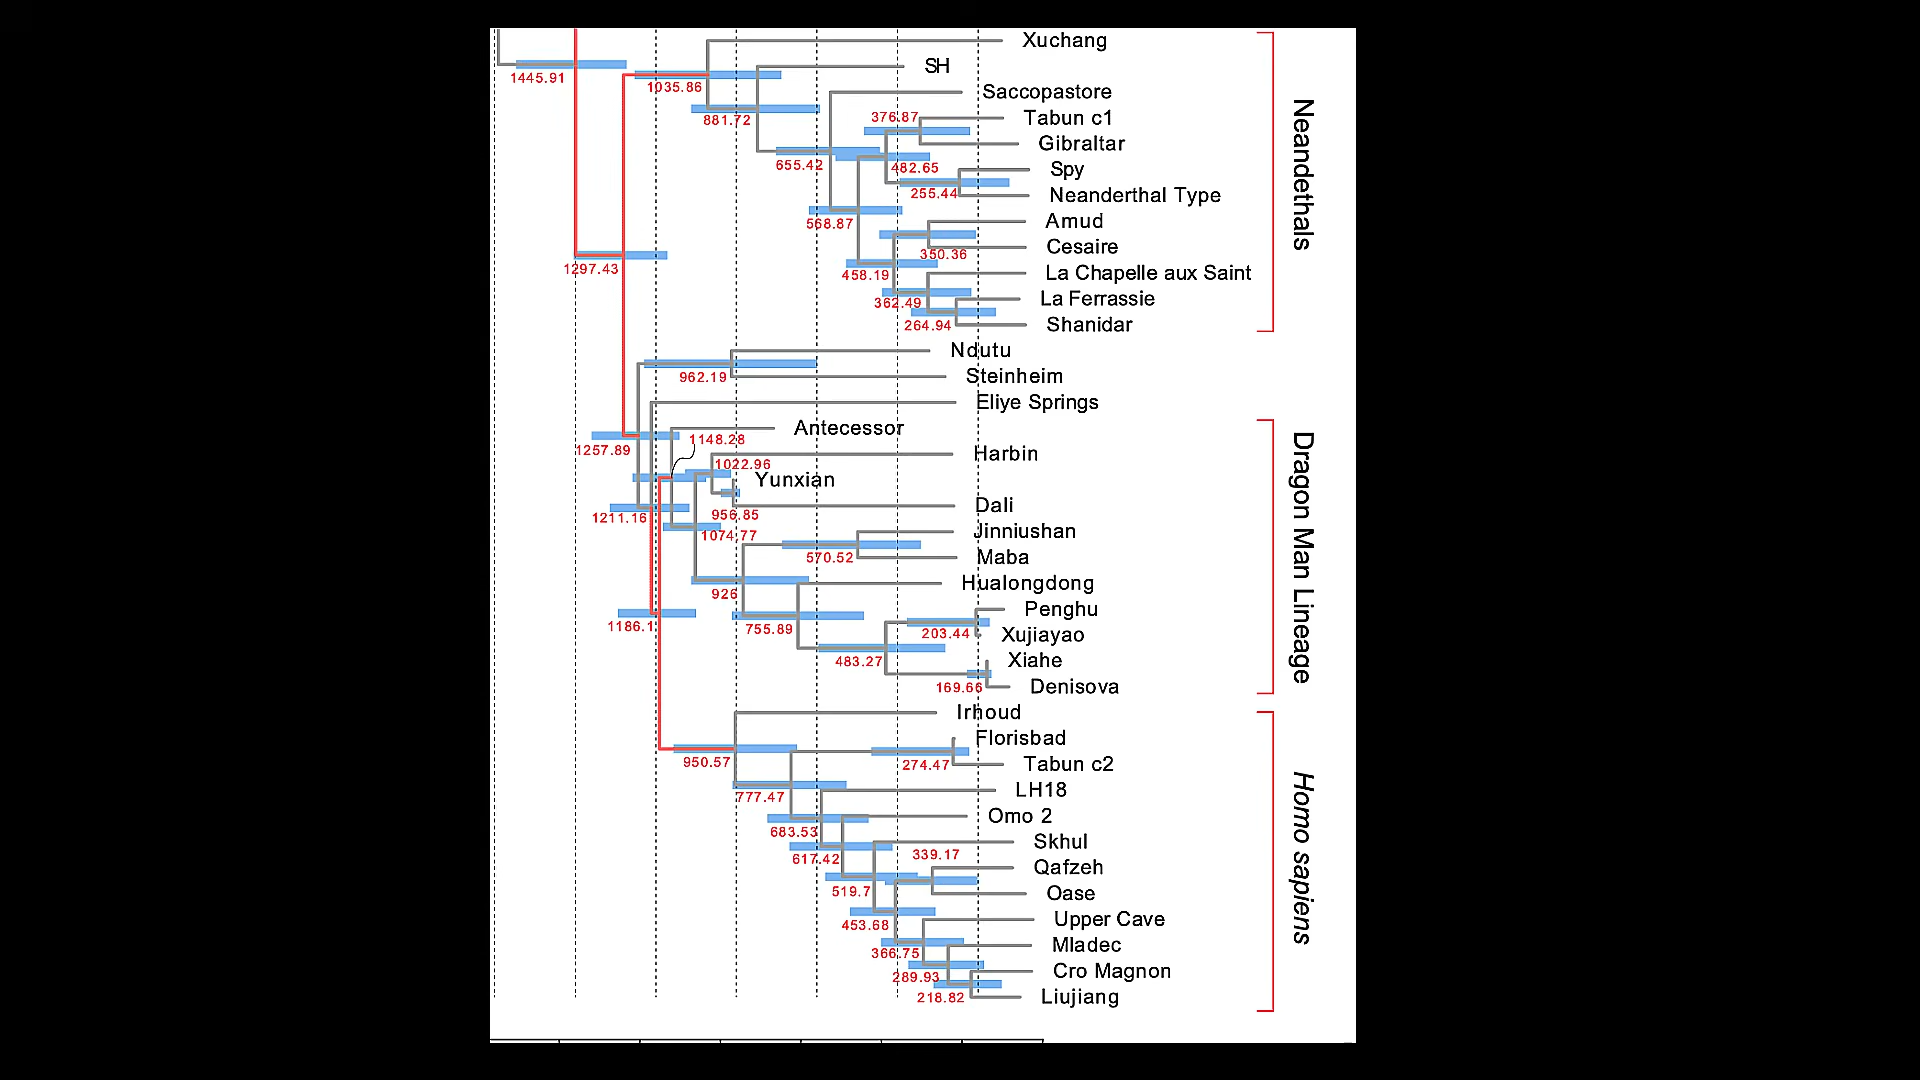 Xuchang
SH
1445.91
1035.86
Saccopastore
376.87
Tabun c1
881.72
Gibraltar
655.42
482.65
Spy
255.44
Neanderthal Type
568.87
Amud
Cesaire
350.36
1297.43
458.19
La Chapelle aux Saint
362.49
La Ferrassie
264.94
Shanidar
Neandethals
Ndutu
962.19
Steinheim
Eliye Springs
Antecessor
1148.28
1257.89
Harbin
1022.96
Yunxian
Dali
956.85
1211.16
1074.77
Jinniushan
570.52
Maba
Hualongdong
926
Penghu
1186.1
755.89
203.44
Xujiayao
483.27
Xiahe
169.66
Denisova
Dragon Man Lineage
Irhoud
Florisbad
950.57
274.47
Tabun c2
777.47
LH18
Omo 2
683.53
Skhul
617.42
339.17
Qafzeh
519.7
Oase
453.68
Upper Cave
366.75
Mladec
289.93
Cro Magnon
218.82
Liujiang
Homo sapiens